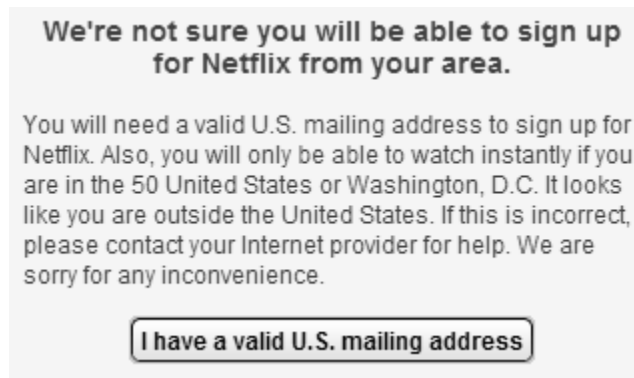 We're not sure you will be able to sign up
for Netflix from your area.
You will need a valid U.S. mailing address to sign up for
Netflix. Also, you will only be able to watch instantly if you
are in the 50 United States or Washington, D.C. It looks
like you are outside the United States. If this is incorrect,
please contact your Internet provider for help. We are
sorry for any inconvenience.
I have a valid U.S. mailing address